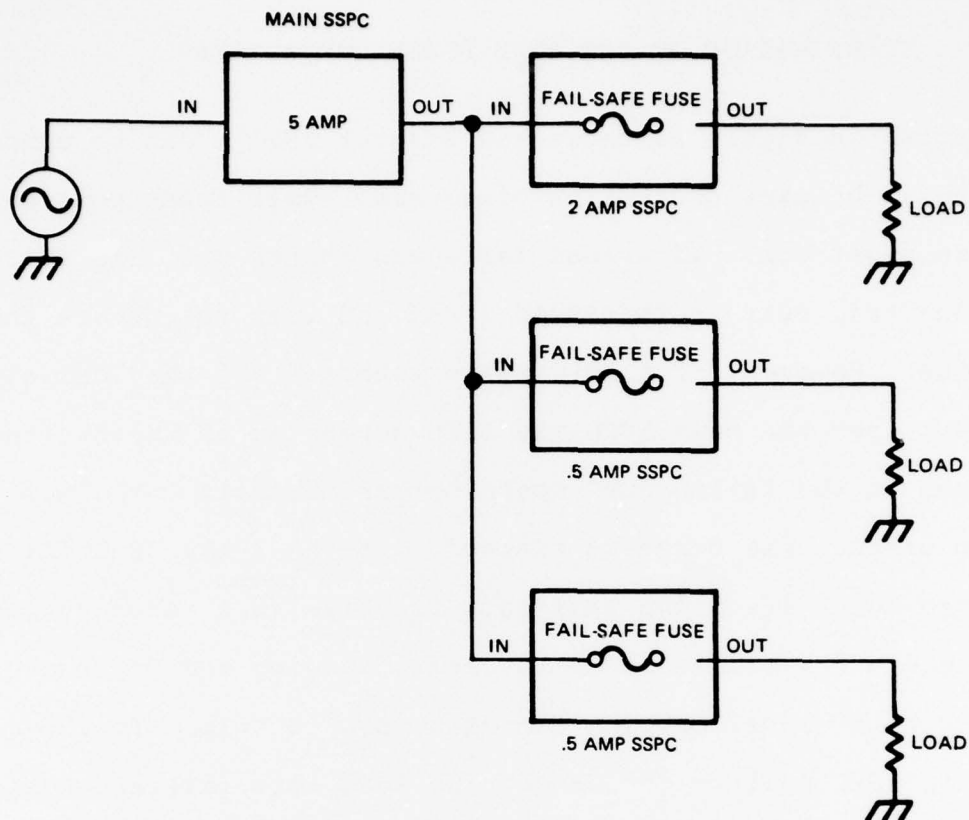 MAIN SSPC
IN
5 AMP
OUT
IN
FAIL-SAFE FUSE
OUT
2 AMP SSPC
LOAD
IN
FAIL-SAFE FUSE
OUT
.5 AMP SSPC
LOAD
IN
FAIL-SAFE FUSE
OUT
.5 AMP SSPC
LOAD